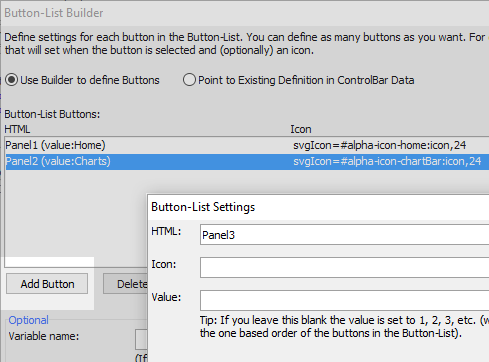 Button-List Builder
Define settings for each button in the Button-List. You can define as many buttons as you want. For
that will set when the button is selected and (optionally) an icon.
Use Builder to define Buttons
Point to Existing Definition in ControlBar Data
Button-List Buttons:
HTML Icon
Panel1 (value:Home) svgIcon=#alpha-icon-home:icon,24
Panel2 (value:Charts) svgIcon=#alpha-icon-chartBar:icon,24
Button-List Settings
HTML: Panel3
Icon:
Value:
Add Button
Delete
Tip: If you leave this blank the value is set to 1, 2, 3, etc. (w
the one based order of the buttons in the Button-List).
Optional
Variable name:
(If